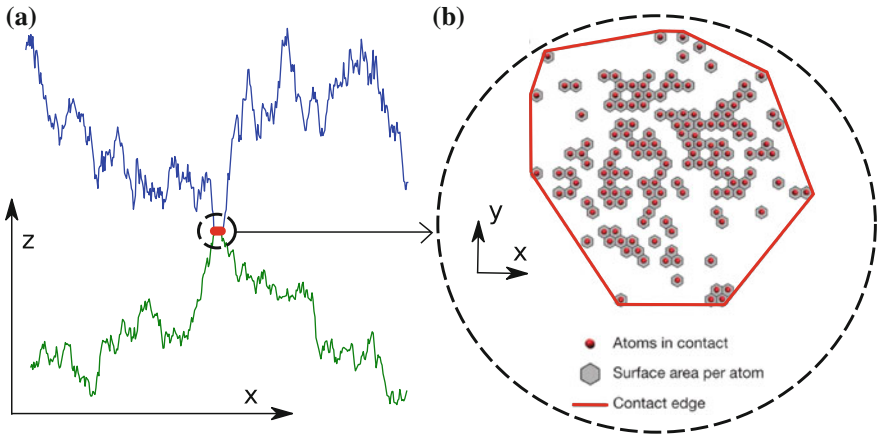 (a)
z
x
(b)
y
x
Atoms in contact
Surface area per atom
Contact edge